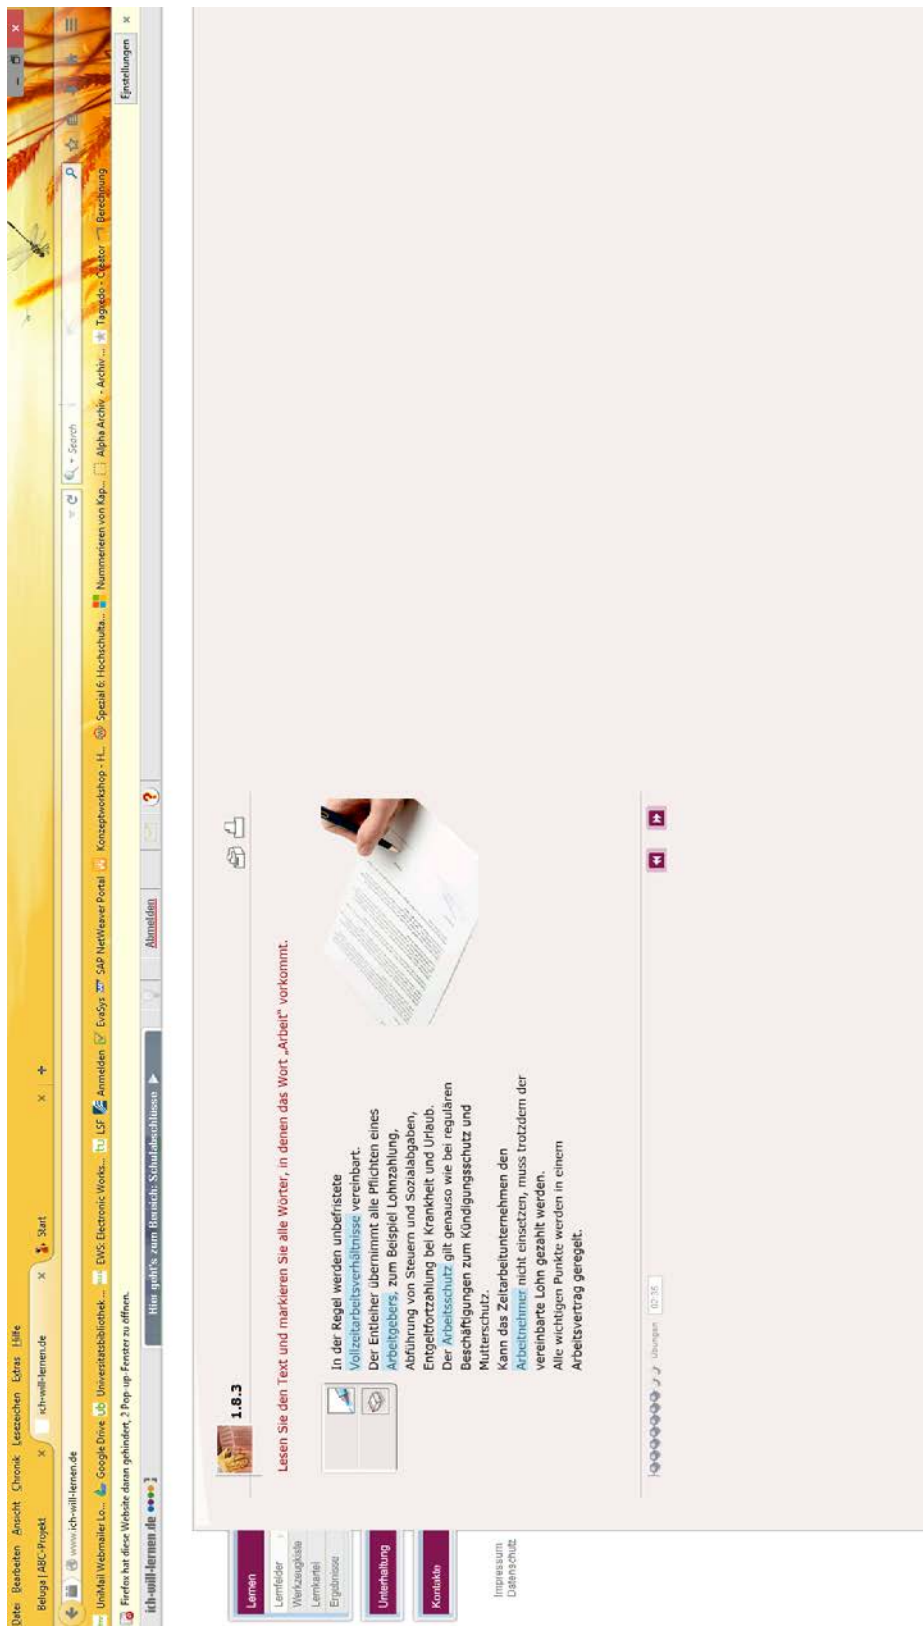 Datei Bearbeiten Ansicht Chronik Lesezeichen Extras Hilfe
Beluga | ABC-Projekt × ich-will-lernen.de × Start × +
www.ich-will-lernen.de Search
UniMail Webmailer Lo... Google Drive Universitätsbibliothek ... EWS: Electronic Works... LSF Anmelden EvaSys SAP NetWeaver Portal Konzeptworkshop - H... Spezial 6: Hochschulta... Nummerieren von Kap... Alpha Archiv - Archiv ... Tagxedo - Creator Berechnung
Firefox hat diese Website daran gehindert, 2 Pop-up-Fenster zu öffnen. Einstellungen ×
ich-will-lernen.de Hier geht's zum Bereich: Schulabschlüsse Abmelden ?
Lernen
Lernfelder
Werkzeugkiste
Lernkartei
Ergebnisse
Unterhaltung
Kontakte
Impressum
Datenschutz
1.8.3
Lesen Sie den Text und markieren Sie alle Wörter, in denen das Wort „Arbeit“ vorkommt.
In der Regel werden unbefristete
Vollzeitarbeitsverhältnisse vereinbart.
Der Entleiher übernimmt alle Pflichten eines
Arbeitgebers, zum Beispiel Lohnzahlung,
Abführung von Steuern und Sozialabgaben,
Entgeltfortzahlung bei Krankheit und Urlaub.
Der Arbeitsschutz gilt genauso wie bei regulären
Beschäftigungen zum Kündigungsschutz und
Mutterschutz.
Kann das Zeitarbeitunternehmen den
Arbeitnehmer nicht einsetzen, muss trotzdem der
vereinbarte Lohn gezahlt werden.
Alle wichtigen Punkte werden in einem
Arbeitsvertrag geregelt.
Übungen 02:36